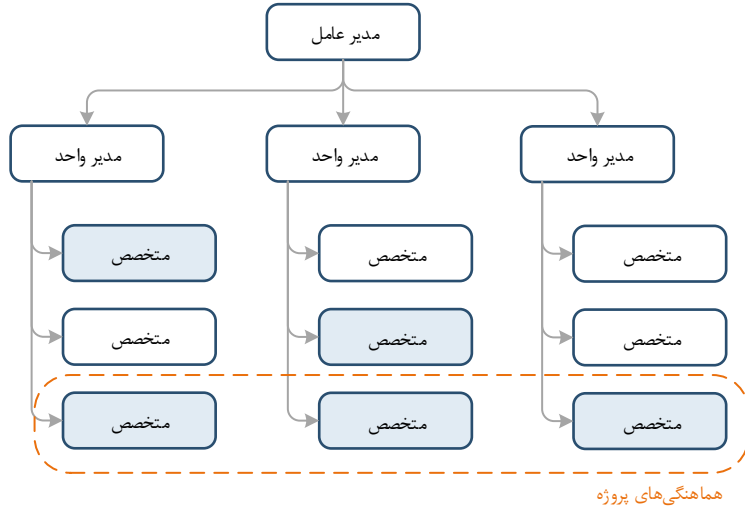 مدیر عامل
مدیر واحد
مدیر واحد
مدیر واحد
متخصص
متخصص
متخصص
متخصص
متخصص
متخصص
متخصص
متخصص
متخصص
هماهنگی‌های پروژه